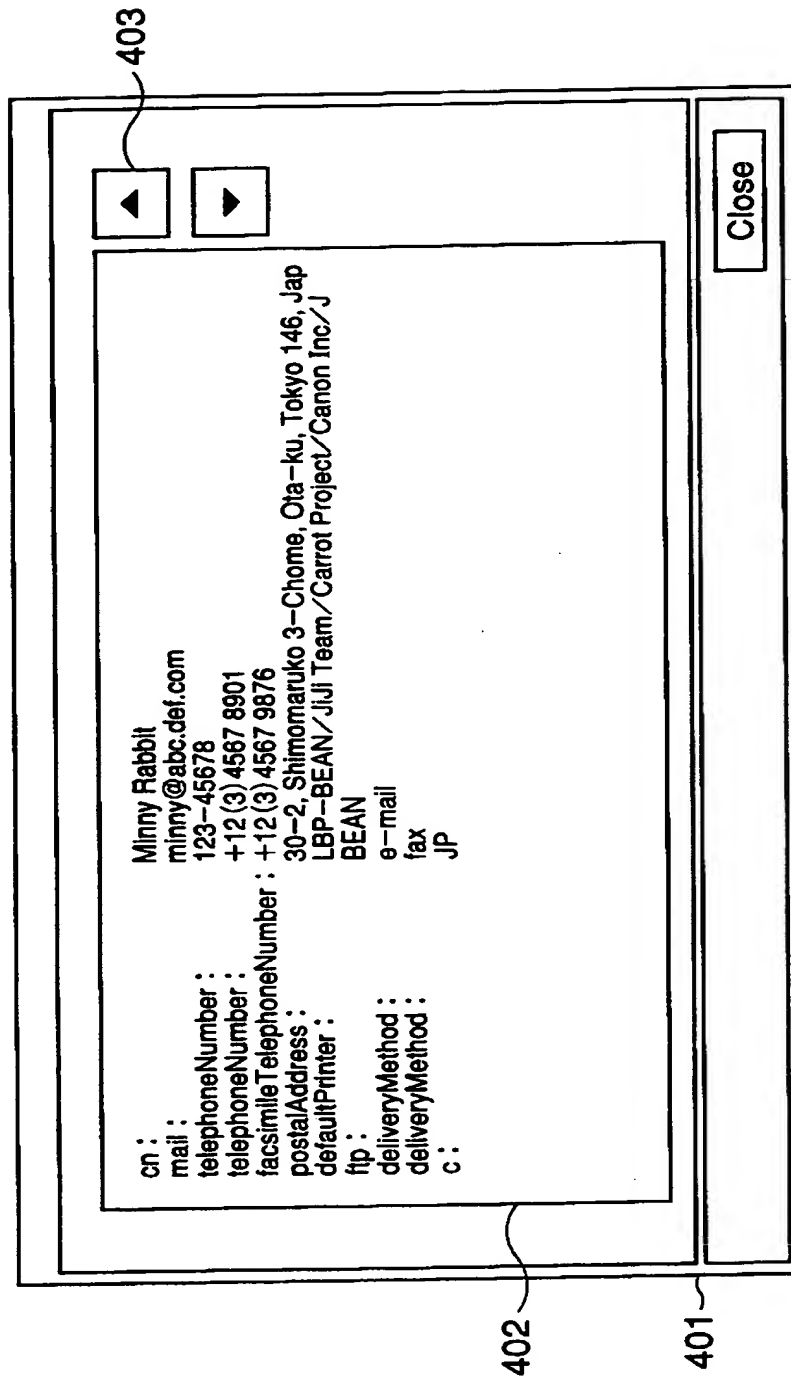 403
▲
▼
cn : Minny Rabbit
mail : minny@abc.def.com
telephoneNumber : 123-45678
telephoneNumber : +12 (3) 4567 8901
facsimileTelephoneNumber : +12 (3) 4567 9876
postalAddress : 30-2, Shimomaruko 3-Chome, Ota-ku, Tokyo 146, Jap
defaultPrinter : LBP-BEAN/JiJi Team/Carrot Project/Canon Inc/J
ftp : BEAN
deliveryMethod : e-mail
deliveryMethod : fax
c : JP
402
Close
401